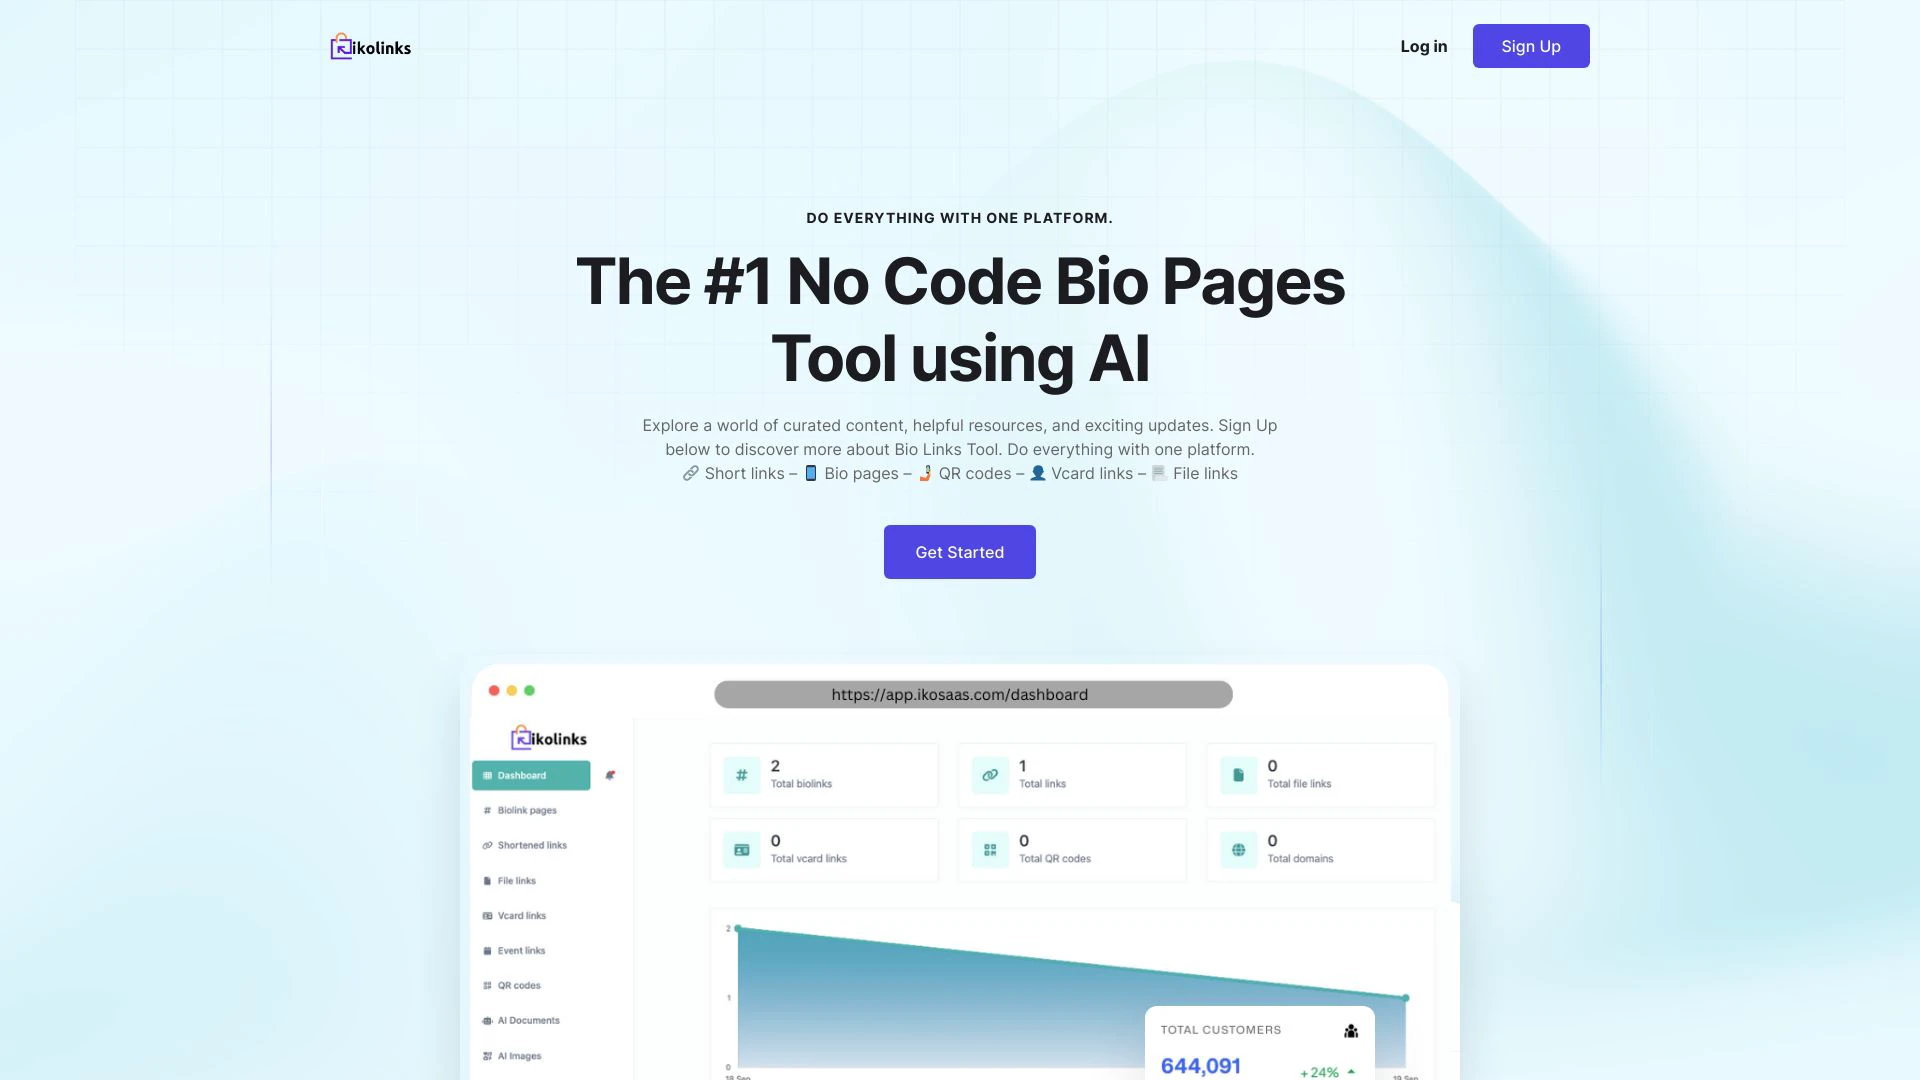 ikolinks
Log in
Sign Up
DO EVERYTHING WITH ONE PLATFORM.
The #1 No Code Bio Pages
Tool using AI
Explore a world of curated content, helpful resources, and exciting updates. Sign Up
below to discover more about Bio Links Tool. Do everything with one platform.
🔗 Short links – 📱 Bio pages – 🤳 QR codes – 👤 Vcard links – 📃 File links
Get Started
https://app.ikosaas.com/dashboard
ikolinks
Dashboard
Biolink pages
Shortened links
File links
Vcard links
Event links
QR codes
AI Documents
AI Images
2
Total biolinks
1
Total links
0
Total file links
0
Total vcard links
0
Total QR codes
0
Total domains
2
1
0
18 Sep
19 Sep
TOTAL CUSTOMERS
644,091
+24%